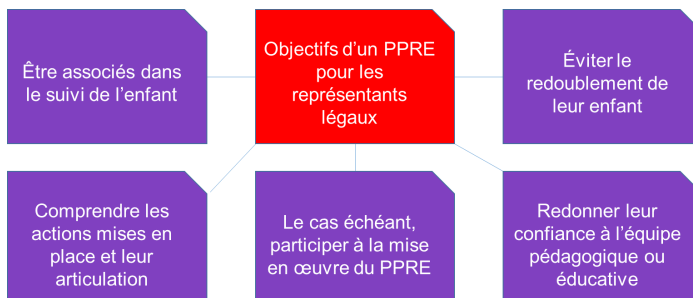 Être associés dans
le suivi de l'enfant
Objectifs d'un PPRE
pour les
représentants
légaux
Éviter le
redoublement de
leur enfant
Comprendre les
actions mises en
place et leur
articulation
Le cas échéant,
participer à la mise
en œuvre du PPRE
Redonner leur
confiance à l'équipe
pédagogique ou
éducative